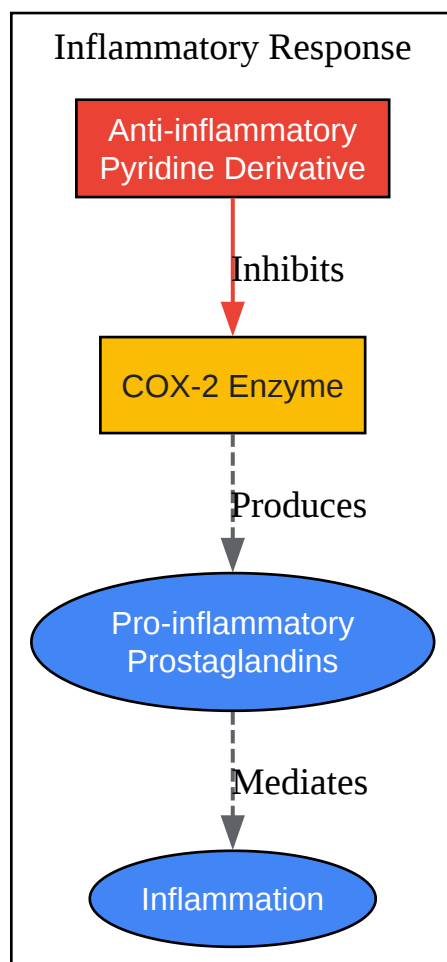 Inflammatory Response
Anti-inflammatory
Pyridine Derivative
Inhibits
COX-2 Enzyme
Produces
Pro-inflammatory
Prostaglandins
Mediates
Inflammation